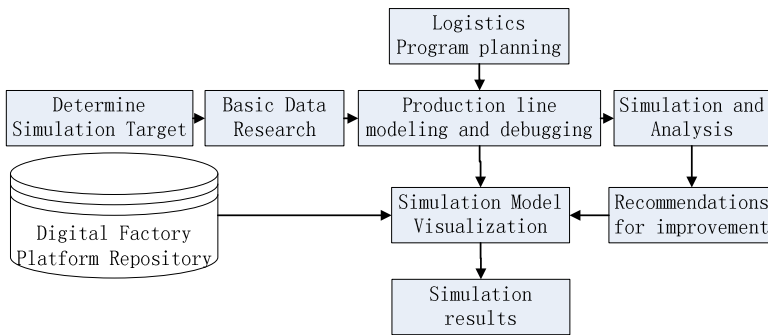 Logistics
Program planning
Determine
Simulation Target
Basic Data
Research
Production line
modeling and debugging
Simulation and
Analysis
Digital Factory
Platform Repository
Simulation Model
Visualization
Recommendations
for improvement
Simulation
results